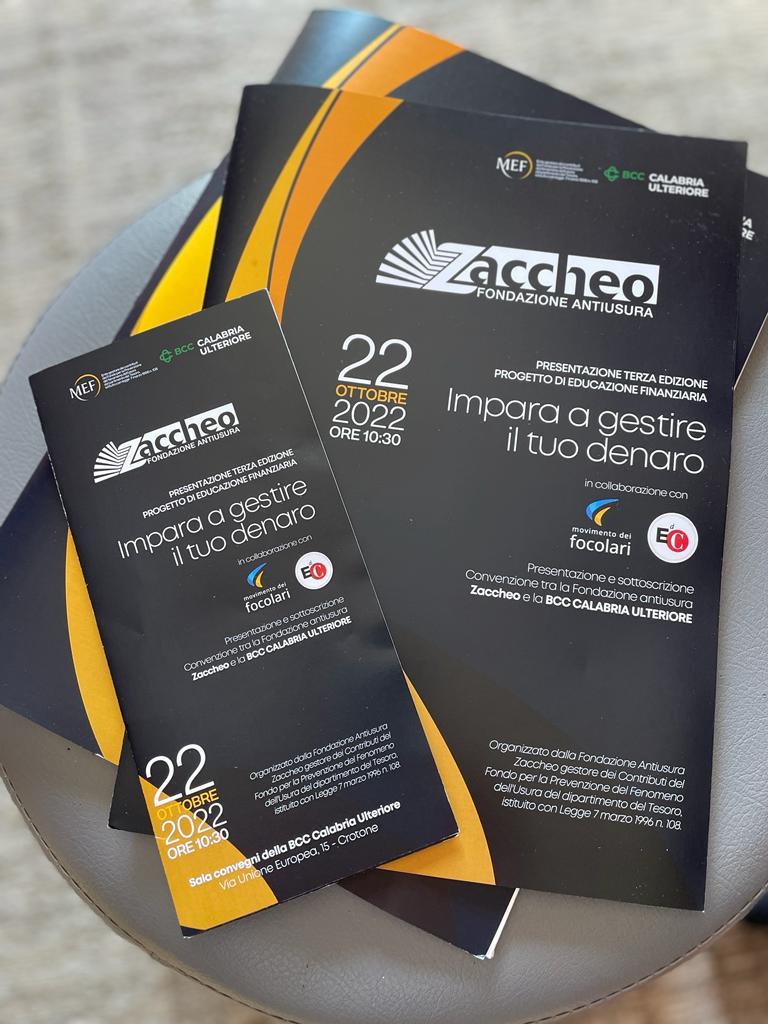 MEF
BCC CALABRIA
ULTERIORE
Zaccheo
FONDAZIONE ANTIUSURA
22
OTTOBRE
2022
ORE 10:30
PRESENTAZIONE TERZA EDIZIONE
PROGETTO DI EDUCAZIONE FINANZIARIA
Impara a gestire
il tuo denaro
in collaborazione con
movimento dei
focolari
EdC
Presentazione e sottoscrizione
Convenzione tra la Fondazione antiusura
Zaccheo e la BCC CALABRIA ULTERIORE
Organizzato dalla Fondazione Antiusura
Zaccheo gestore dei Contributi del
Fondo per la Prevenzione del Fenomeno
dell'Usura del dipartimento del Tesoro,
istituito con Legge 7 marzo 1996 n. 108.
MEF
BCC CALABRIA
ULTERIORE
Zaccheo
FONDAZIONE ANTIUSURA
PRESENTAZIONE TERZA EDIZIONE
PROGETTO DI EDUCAZIONE FINANZIARIA
Impara a gestire
il tuo denaro
in collaborazione con
movimento dei
focolari
EdC
Presentazione e sottoscrizione
Convenzione tra la Fondazione antiusura
Zaccheo e la BCC CALABRIA ULTERIORE
22
OTTOBRE
2022
ORE 10:30
Organizzato dalla Fondazione Antiusura
Zaccheo gestore dei Contributi del
Fondo per la Prevenzione del Fenomeno
dell'Usura del dipartimento del Tesoro,
istituito con Legge 7 marzo 1996 n. 108.
Sala convegni della BCC Calabria Ulteriore
Via Unione Europea, 15 - Crotone